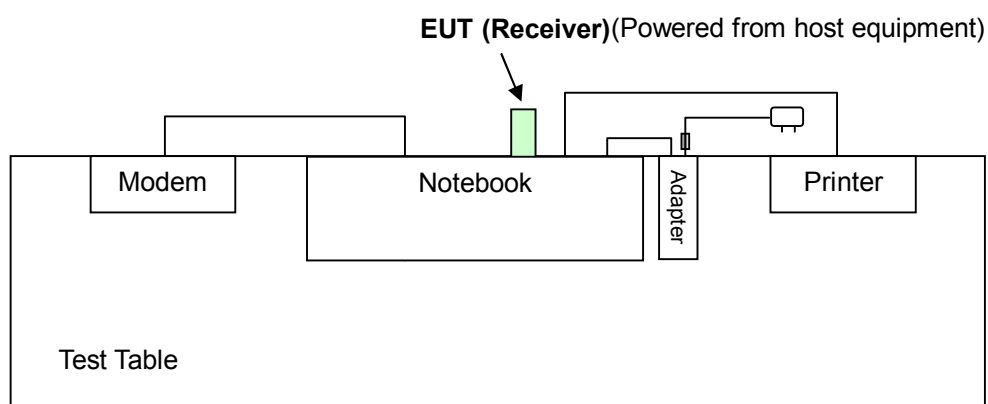 EUT (Receiver)(Powered from host equipment)
Modem
Notebook
Adapter
Printer
Test Table